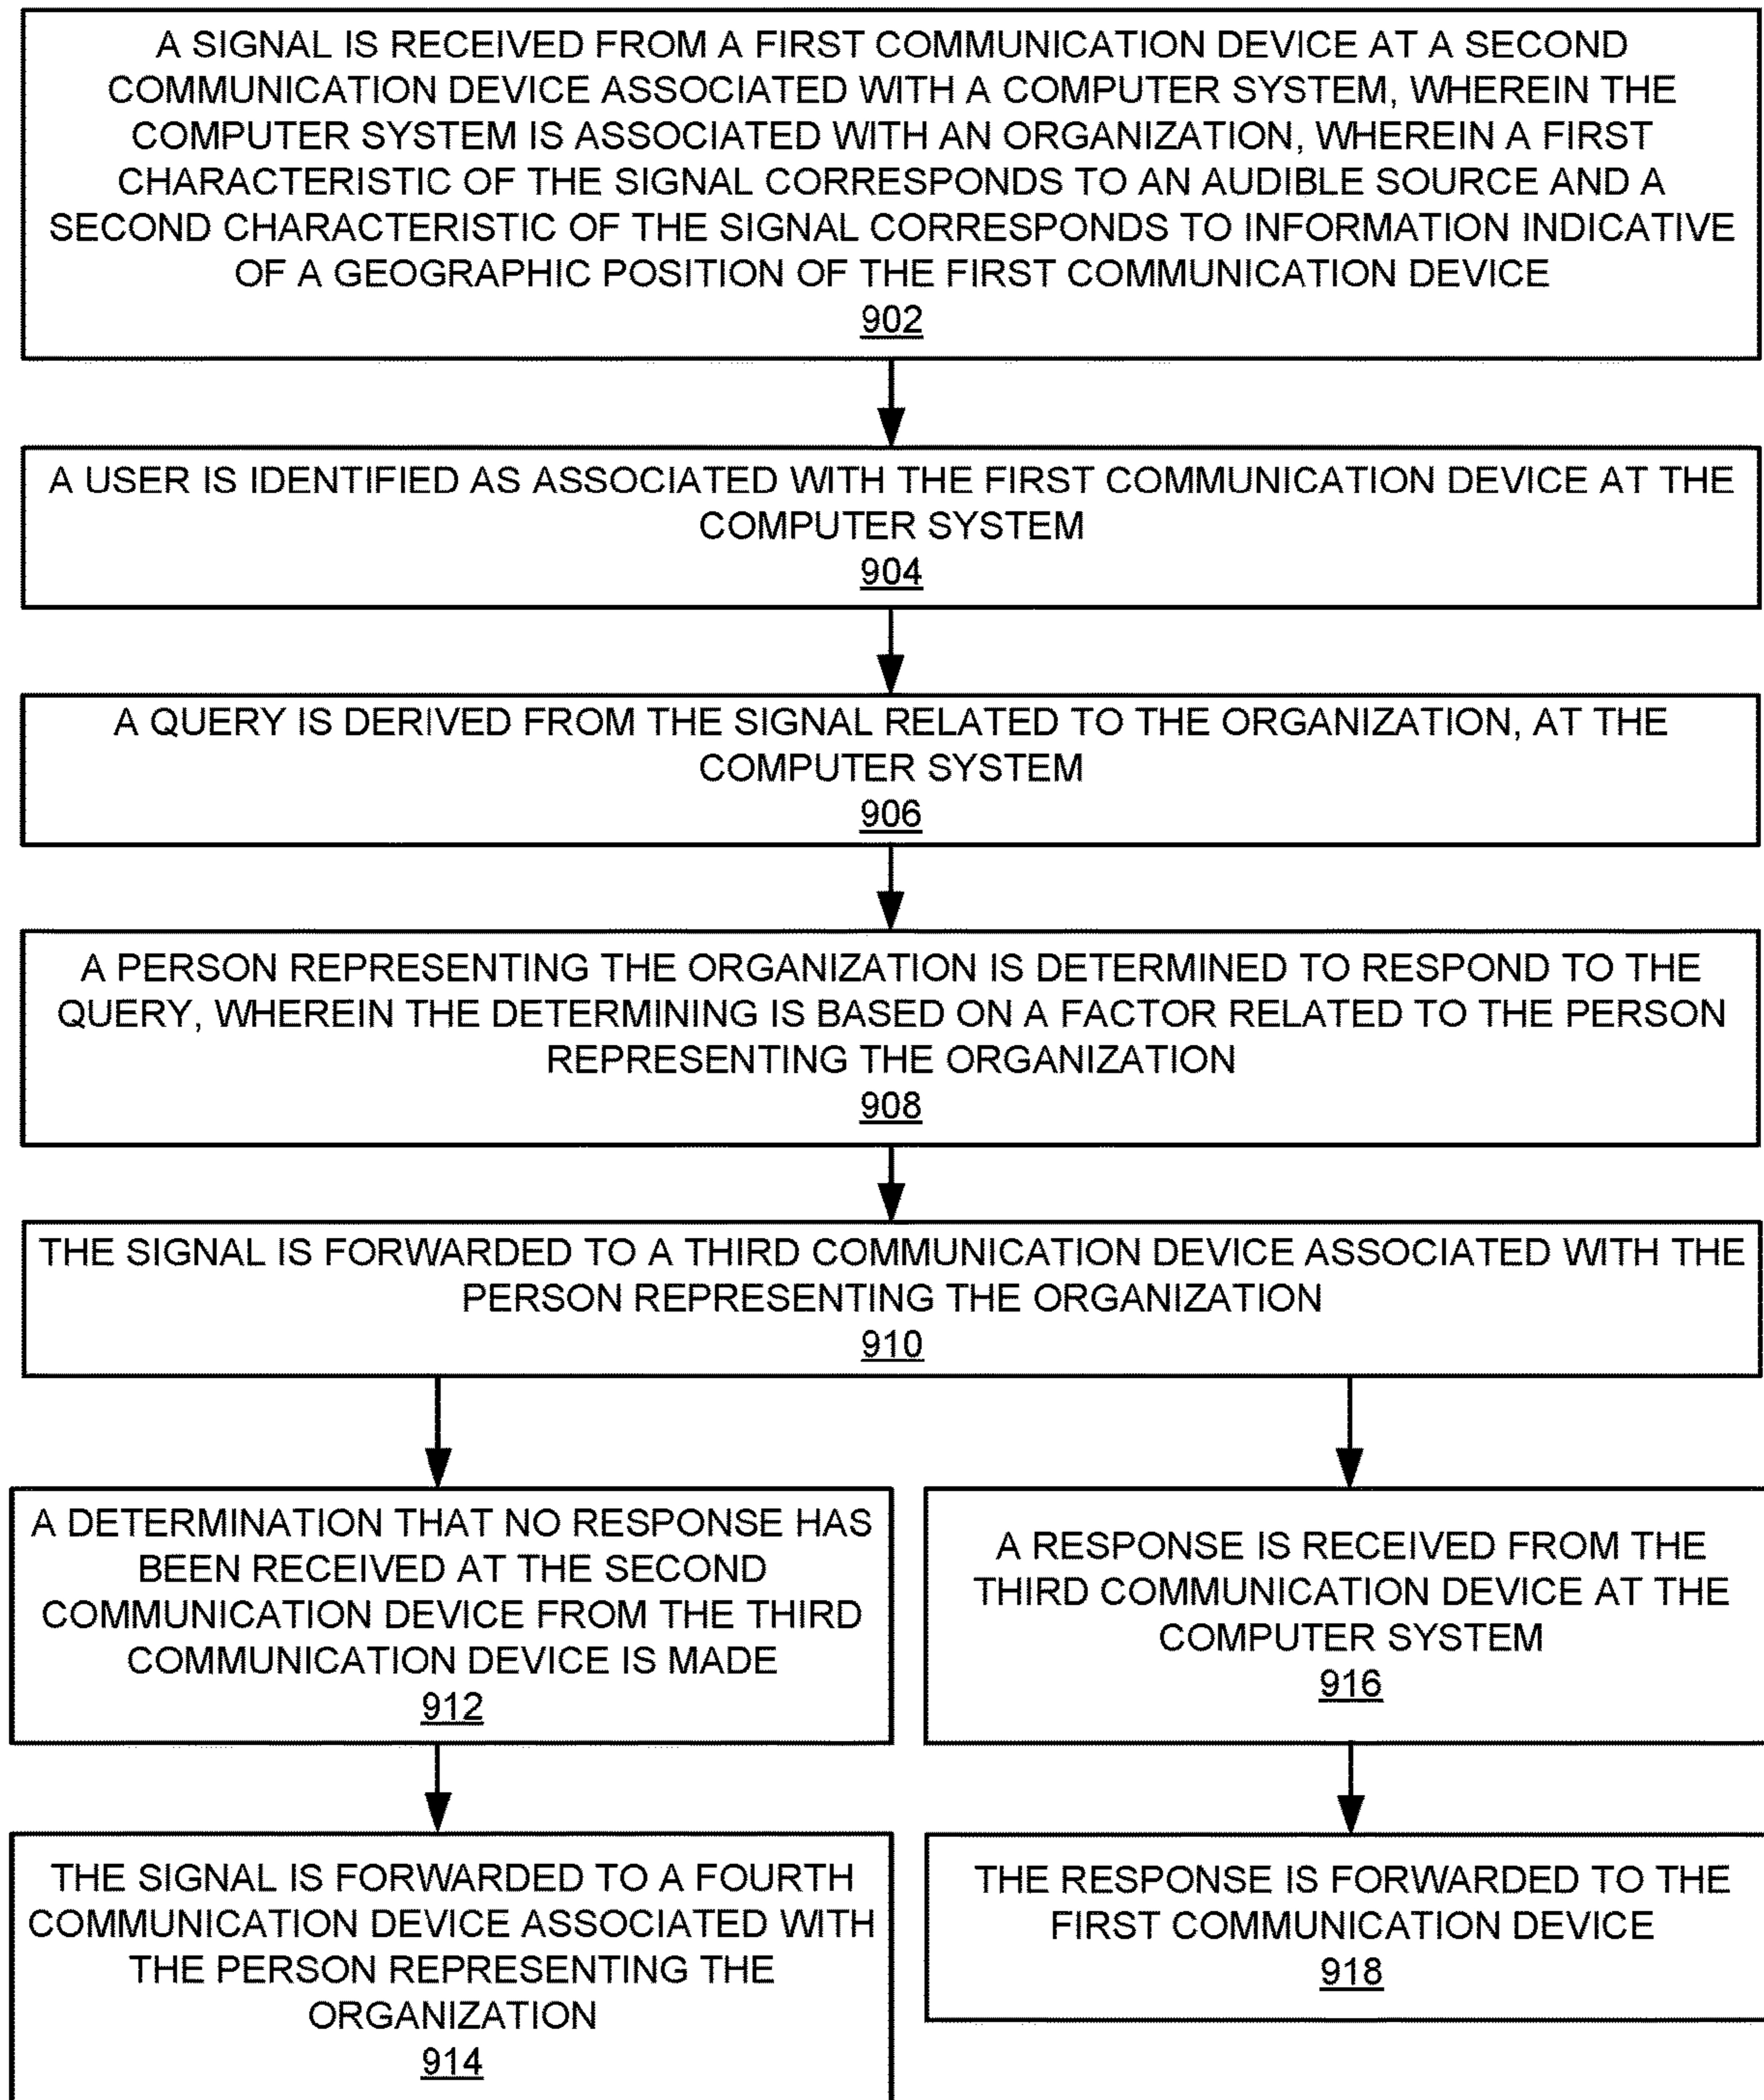 A SIGNAL IS RECEIVED FROM A FIRST COMMUNICATION DEVICE AT A SECOND
COMMUNICATION DEVICE ASSOCIATED WITH A COMPUTER SYSTEM, WHEREIN THE
COMPUTER SYSTEM IS ASSOCIATED WITH AN ORGANIZATION, WHEREIN A FIRST
CHARACTERISTIC OF THE SIGNAL CORRESPONDS TO AN AUDIBLE SOURCE AND A
SECOND CHARACTERISTIC OF THE SIGNAL CORRESPONDS TO INFORMATION INDICATIVE
OF A GEOGRAPHIC POSITION OF THE FIRST COMMUNICATION DEVICE
902
A USER IS IDENTIFIED AS ASSOCIATED WITH THE FIRST COMMUNICATION DEVICE AT THE
COMPUTER SYSTEM
904
A QUERY IS DERIVED FROM THE SIGNAL RELATED TO THE ORGANIZATION, AT THE
COMPUTER SYSTEM
906
A PERSON REPRESENTING THE ORGANIZATION IS DETERMINED TO RESPOND TO THE
QUERY, WHEREIN THE DETERMINING IS BASED ON A FACTOR RELATED TO THE PERSON
REPRESENTING THE ORGANIZATION
908
THE SIGNAL IS FORWARDED TO A THIRD COMMUNICATION DEVICE ASSOCIATED WITH THE
PERSON REPRESENTING THE ORGANIZATION
910
A DETERMINATION THAT NO RESPONSE HAS
BEEN RECEIVED AT THE SECOND
COMMUNICATION DEVICE FROM THE THIRD
COMMUNICATION DEVICE IS MADE
912
THE SIGNAL IS FORWARDED TO A FOURTH
COMMUNICATION DEVICE ASSOCIATED WITH
THE PERSON REPRESENTING THE
ORGANIZATION
914
A RESPONSE IS RECEIVED FROM THE
THIRD COMMUNICATION DEVICE AT THE
COMPUTER SYSTEM
916
THE RESPONSE IS FORWARDED TO THE
FIRST COMMUNICATION DEVICE
918